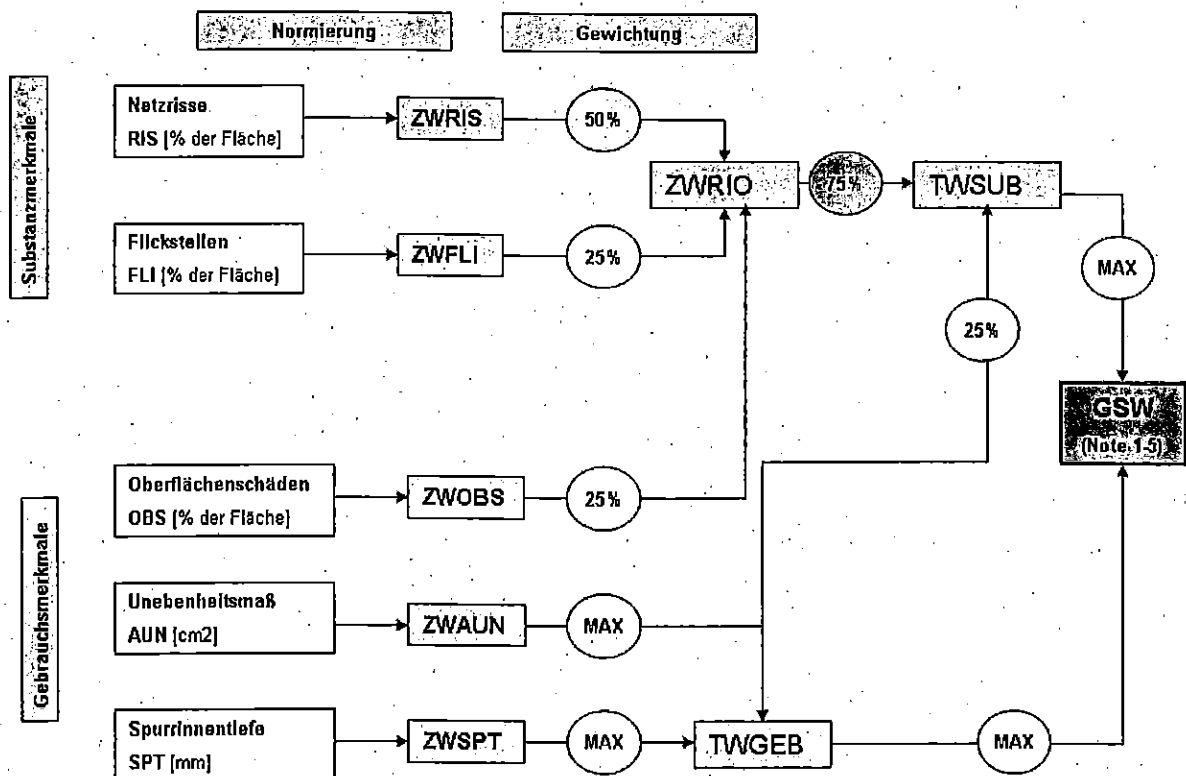 Normierung
Gewichtung
Substanzmerkmale
Netzrisse
RIS [% der Fläche]
ZWRIS
50%
ZWRIO
75%
TWSUB
Flickstellen
FLI [% der Fläche]
ZWFLI
25%
MAX
25%
GSW
(Note 1-5)
Gebrauchsmerkmale
Oberflächenschäden
OBS [% der Fläche]
ZWOBS
25%
Unebenheitsmaß
AUN [cm2]
ZWAUN
MAX
Spurrinnentiefe
SPT [mm]
ZWSPT
MAX
TWGEB
MAX